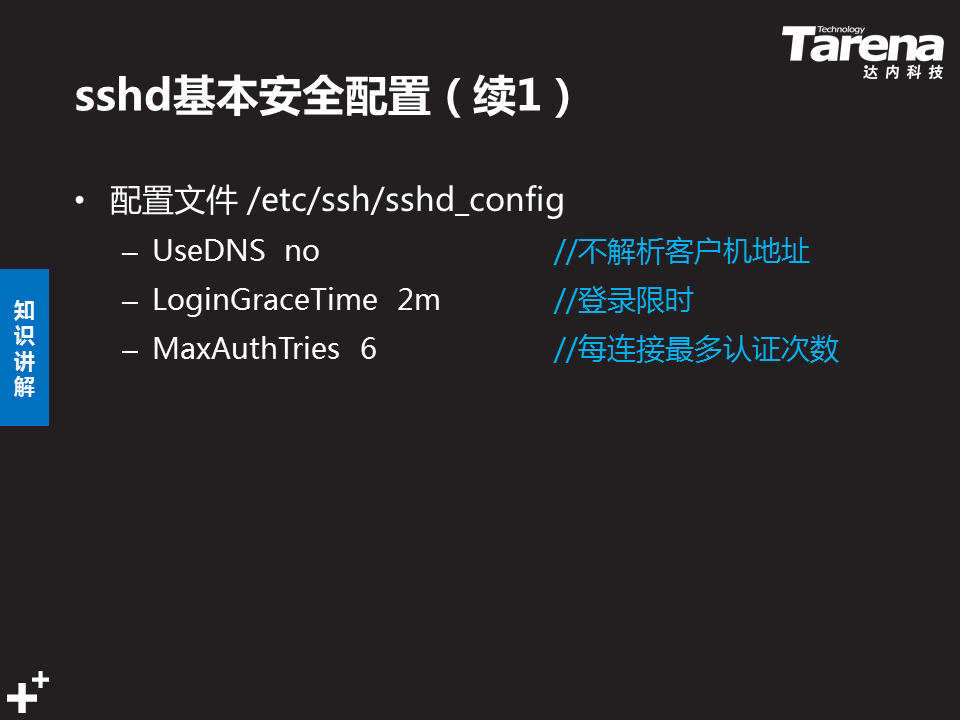 Technology
Tarena
达内科技
sshd基本安全配置（续1）
• 配置文件 /etc/ssh/sshd_config
– UseDNS no //不解析客户机地址
– LoginGraceTime 2m //登录限时
– MaxAuthTries 6 //每连接最多认证次数
知识讲解